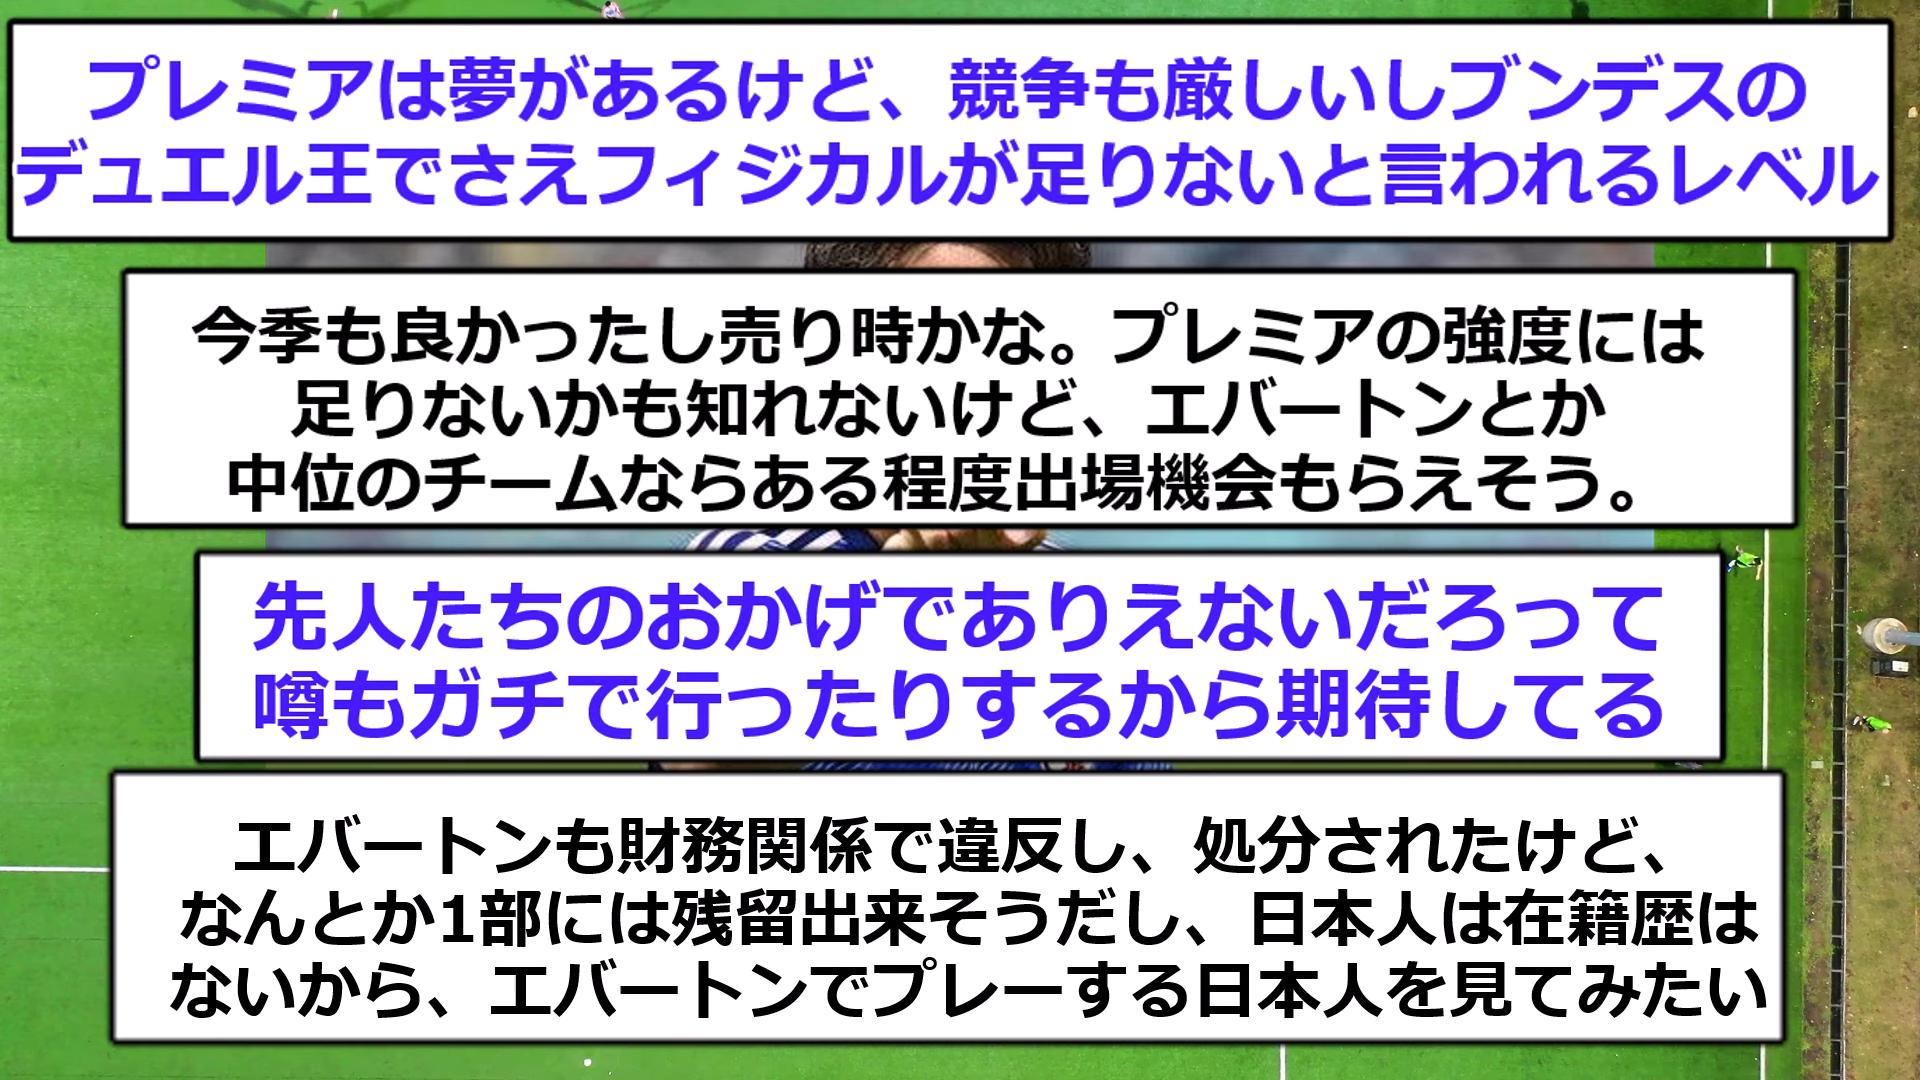 プレミアは夢があるけど、競争も厳しいしブンデスの
デュエル王でさえフィジカルが足りないと言われるレベル
今季も良かったし売り時かな。プレミアの強度には
足りないかも知れないけど、エバートンとか
中位のチームならある程度出場機会もらえそう。
先人たちのおかげでありえないだろって
噂もガチで行ったりするから期待してる
エバートンも財務関係で違反し、処分されたけど、
なんとか1部には残留出来そうだし、日本人は在籍歴は
ないから、エバートンでプレーする日本人を見てみたい